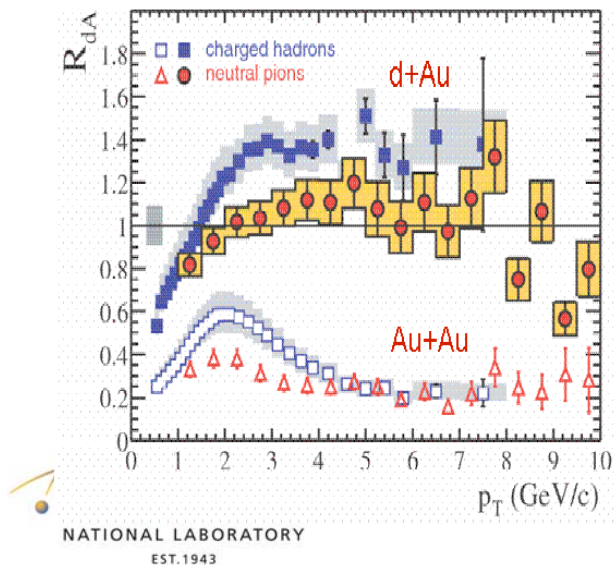 R_dA
1.8
1.6
1.4
1.2
1
0.8
0.6
0.4
0.2
0
charged hadrons
neutral pions
d+Au
Au+Au
0 1 2 3 4 5 6 7 8 9 10
p_T (GeV/c)
NATIONAL LABORATORY
EST.1943